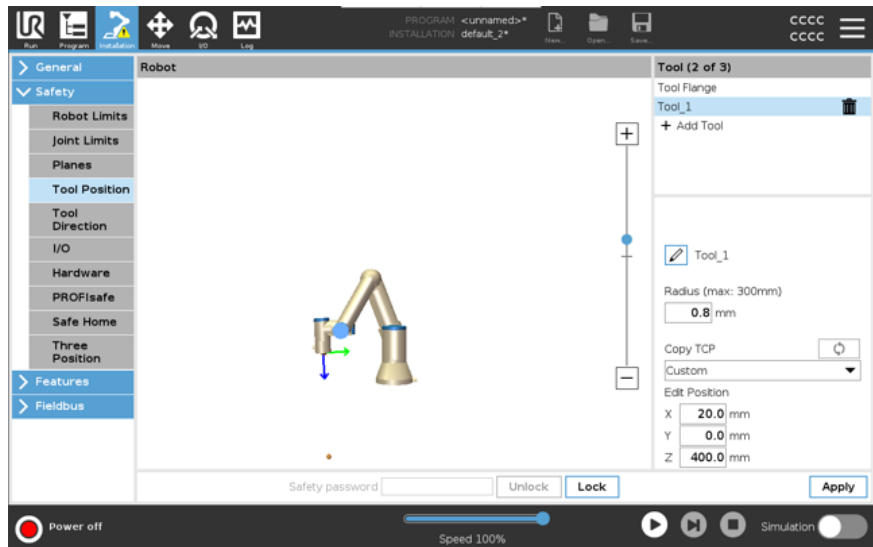 PROGRAM <unnamed>*
INSTALLATION default_2*
Run Program Installation Move I/O Log New... Open... Save...
CCCC
CCCC
General
Safety
Robot Limits
Joint Limits
Planes
Tool Position
Tool
Direction
I/O
Hardware
PROFIsafe
Safe Home
Three
Position
Features
Fieldbus
Robot
Tool (2 of 3)
Tool Flange
Tool_1
+ Add Tool
Tool_1
Radius (max: 300mm)
0.8 mm
Copy TCP
Custom
Edit Position
X 20.0 mm
Y 0.0 mm
Z 400.0 mm
Safety password Unlock Lock
Apply
Power off
Speed 100%
Simulation